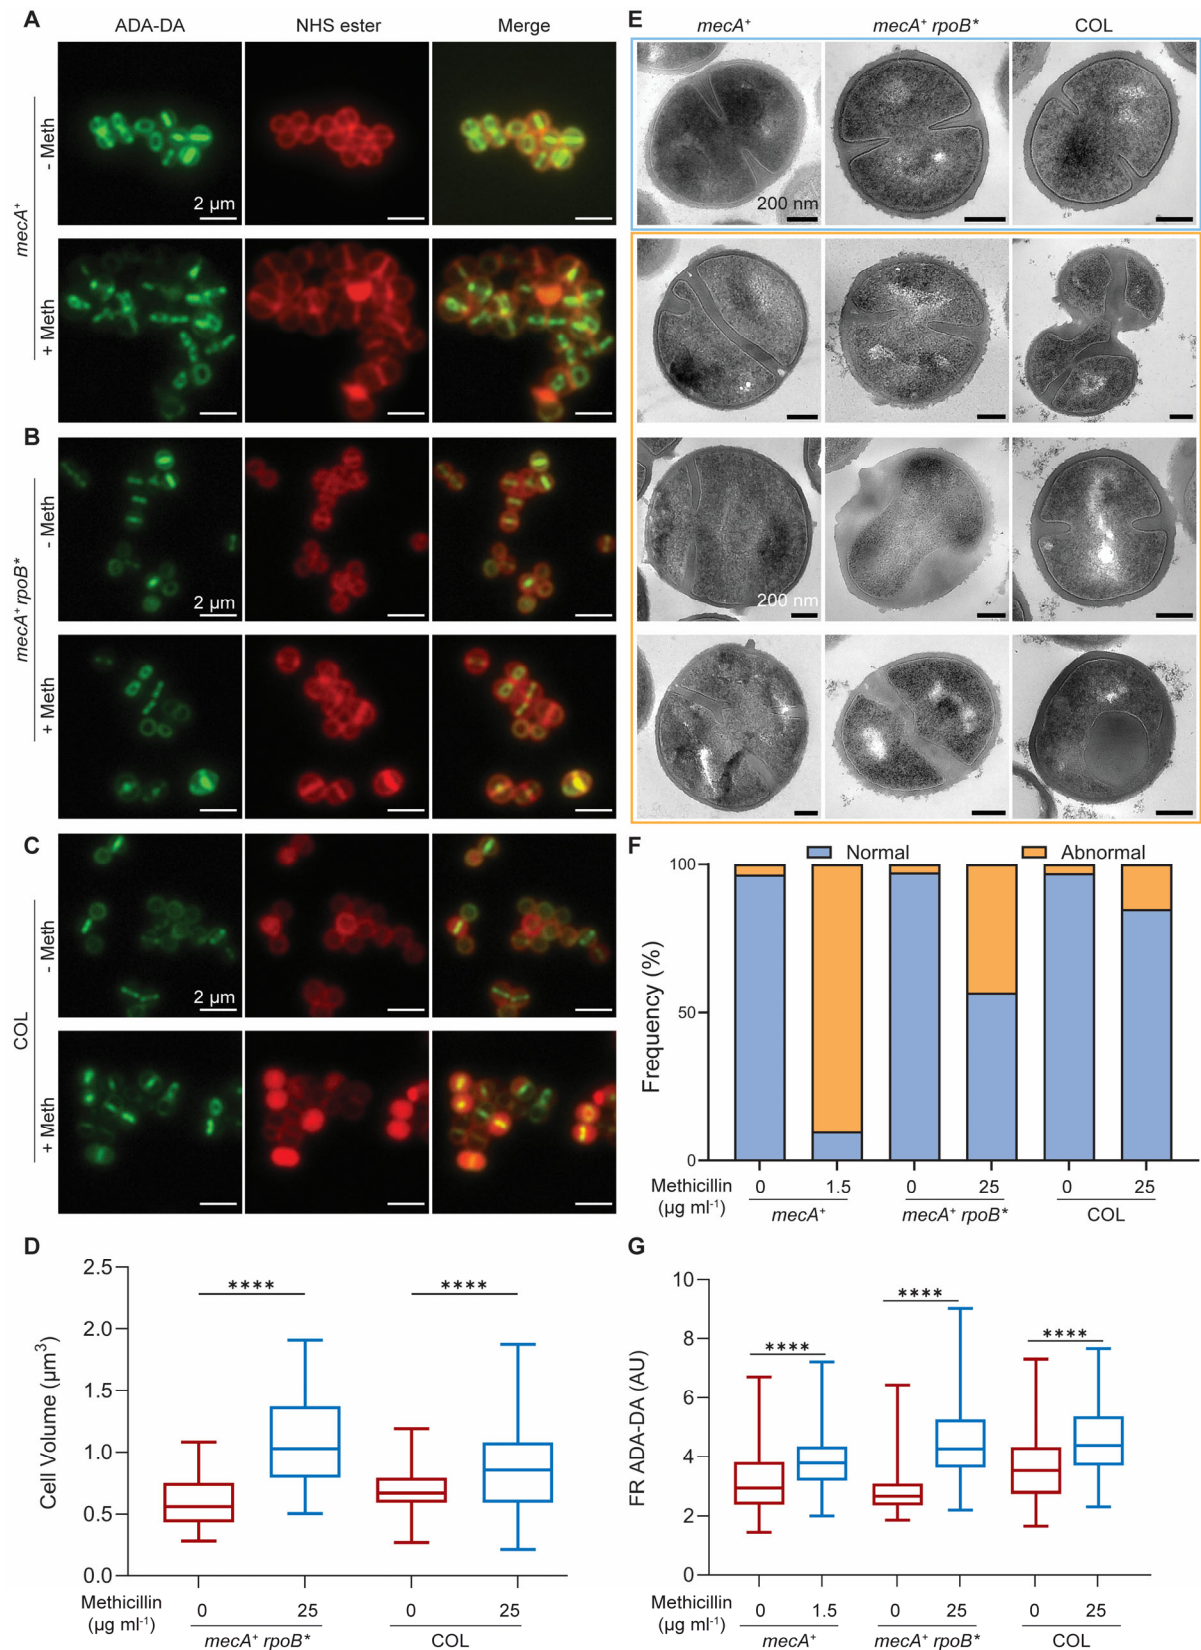 A
ADA-DA
NHS ester
Merge
mecA⁺
- Meth
2 µm
+ Meth
B
mecA⁺ rpoB*
- Meth
2 µm
+ Meth
C
COL
- Meth
2 µm
+ Meth
D
2.5
2.0
1.5
1.0
0.5
0.0
Cell Volume (µm³)
****
****
Methicillin
(µg ml⁻¹)
0
25
0
25
mecA⁺ rpoB*
COL
E
mecA⁺
mecA⁺ rpoB*
COL
200 nm
200 nm
F
Normal
Abnormal
100
50
0
Frequency (%)
Methicillin
(µg ml⁻¹)
0
1.5
0
25
0
25
mecA⁺
mecA⁺ rpoB*
COL
G
10
8
6
4
2
0
FR ADA-DA (AU)
****
****
****
Methicillin
(µg ml⁻¹)
0
1.5
0
25
0
25
mecA⁺
mecA⁺ rpoB*
COL